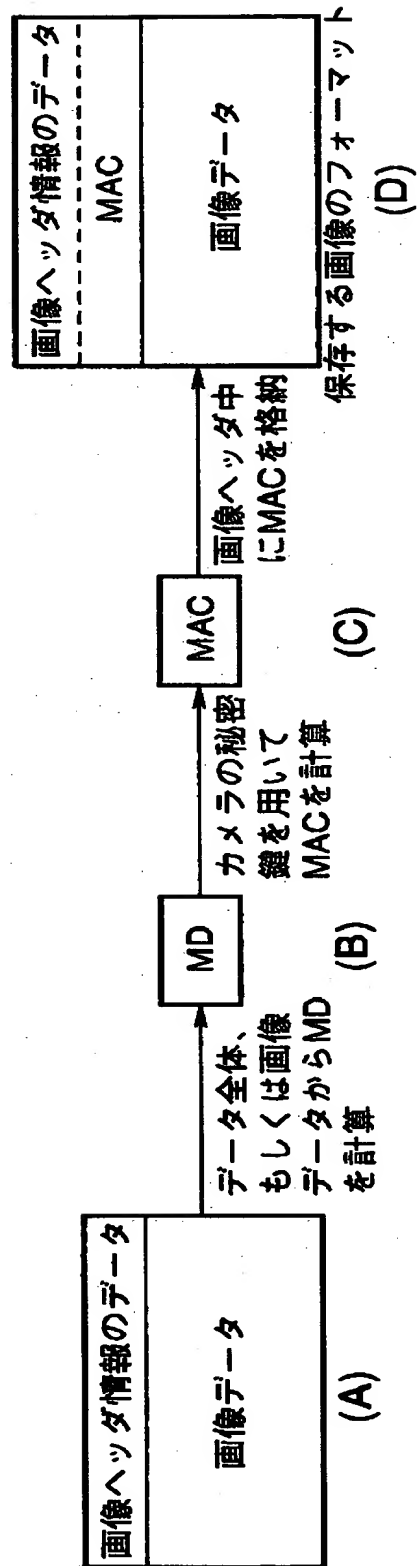 画像ヘッダ情報のデータ
画像データ
(A)
データ全体、
もしくは画像
データからMD
を計算
MD
(B)
カメラの秘密
鍵を用いて
MACを計算
MAC
(C)
画像ヘッダ中
にMACを格納
画像ヘッダ情報のデータ
MAC
画像データ
保存する画像のフォーマット
(D)